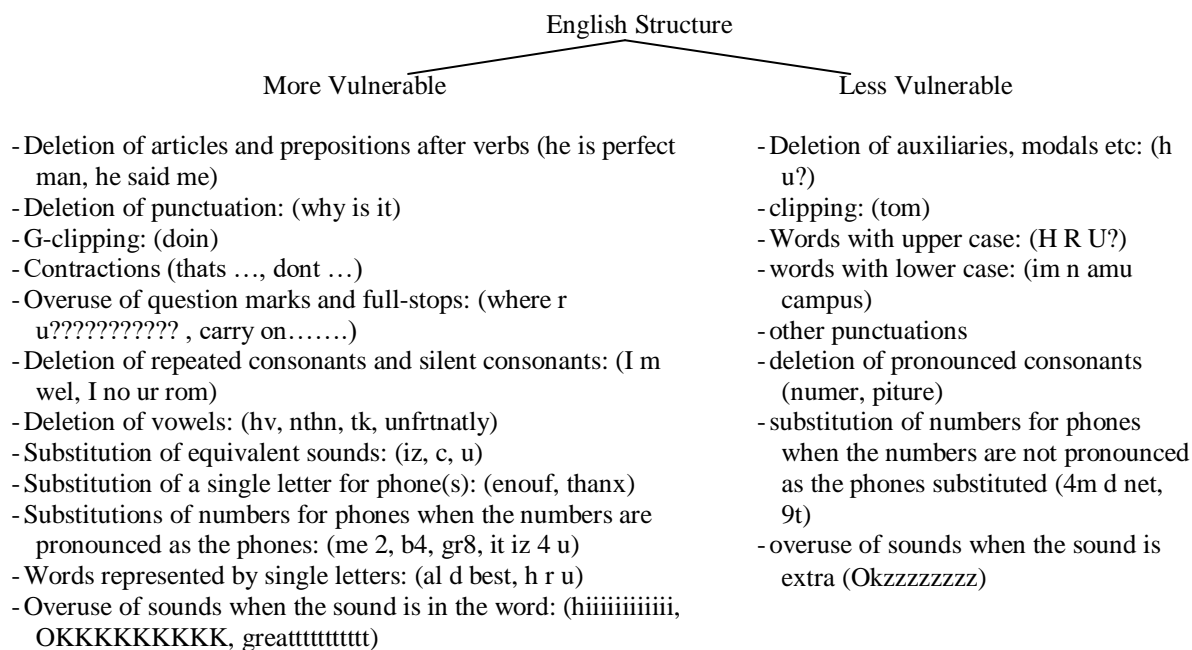 English Structure
More Vulnerable
Less Vulnerable
-Deletion of articles and prepositions after verbs (he is perfect
man, he said me)
-Deletion of punctuation: (why is it)
-G-clipping: (doin)
-Contractions (thats …, dont …)
-Overuse of question marks and full-stops: (where r
u??????????? , carry on…….)
-Deletion of repeated consonants and silent consonants: (I m
wel, I no ur rom)
-Deletion of vowels: (hv, nthn, tk, unfrtnatly)
-Substitution of equivalent sounds: (iz, c, u)
-Substitution of a single letter for phone(s): (enouf, thanx)
-Substitutions of numbers for phones when the numbers are
pronounced as the phones: (me 2, b4, gr8, it iz 4 u)
-Words represented by single letters: (al d best, h r u)
-Overuse of sounds when the sound is in the word: (hiiiiiiiiiiii,
OKKKKKKKKK, greattttttttttt)
-Deletion of auxiliaries, modals etc: (h
u?)
-clipping: (tom)
-Words with upper case: (H R U?)
-words with lower case: (im n amu
campus)
-other punctuations
-deletion of pronounced consonants
(numer, piture)
-substitution of numbers for phones
when the numbers are not pronounced
as the phones substituted (4m d net,
9t)
-overuse of sounds when the sound is
extra (Okzzzzzzzz)